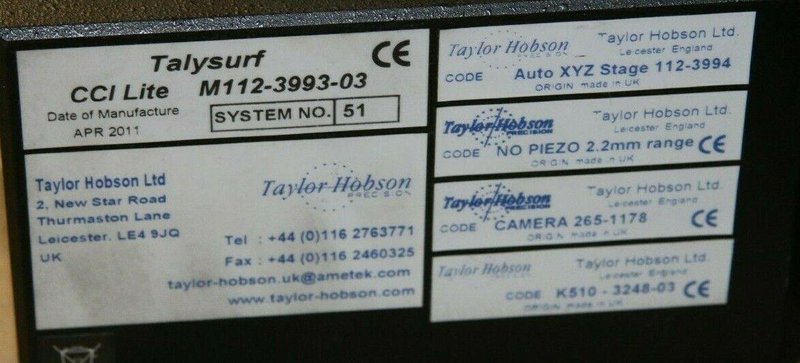 Talysurf
CCI Lite M112-3993-03
Date of Manufacture
APR 2011
SYSTEM NO. 51
CE
Taylor Hobson Ltd
2, New Star Road
Thurmaston Lane
Leicester. LE4 9JQ
UK
Taylor Hobson
PRECISION
Tel : +44 (0)116 2763771
Fax : +44 (0)116 2460325
taylor-hobson.uk@ametek.com
www.taylor-hobson.com
Taylor Hobson
Taylor Hobson Ltd.
Leicester England
CODE Auto XYZ Stage 112-3994
ORIGIN made in UK
Taylor Hobson
PRECISION
Taylor Hobson Ltd.
Leicester England
CODE NO PIEZO 2.2mm range CE
ORIGIN made in UK
Taylor Hobson
PRECISION
Taylor Hobson Ltd.
Leicester England
CODE CAMERA 265-1178 CE
ORIGIN made in UK
Taylor Hobson
Taylor Hobson Ltd.
Leicester England
CODE K510 - 3248-03 CE
ORIGIN made in UK